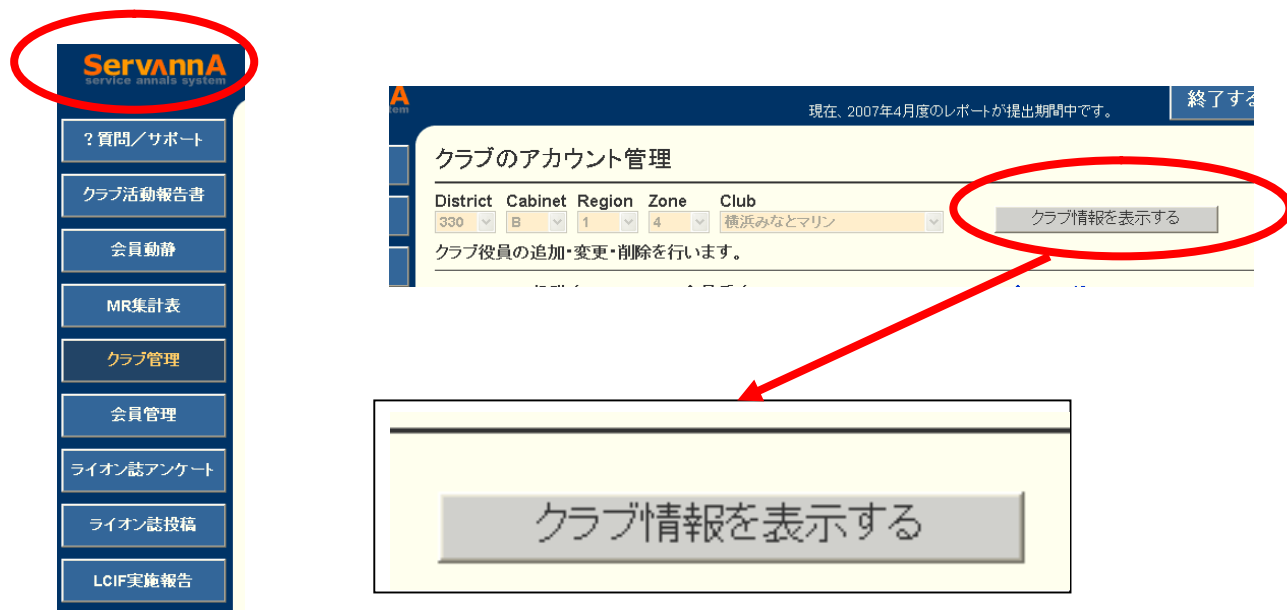 ServannA
service annals system
?質問/サポート
クラブ活動報告書
会員動静
MR集計表
クラブ管理
会員管理
ライオン誌アンケート
ライオン誌投稿
LCIF実施報告
A
tem
現在、2007年4月度のレポートが提出期間中です。
終了する
クラブのアカウント管理
District Cabinet Region Zone Club
330 B 1 4 横浜みなとマリン
クラブ情報を表示する
クラブ役員の追加・変更・削除を行います。
クラブ情報を表示する